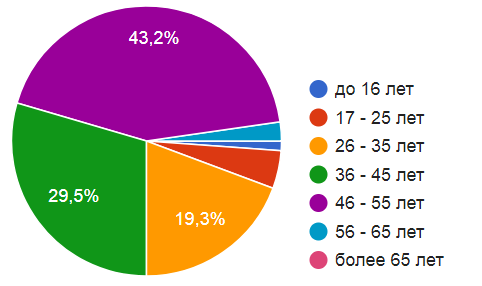 43,2%
29,5%
19,3%
до 16 лет
17 - 25 лет
26 - 35 лет
36 - 45 лет
46 - 55 лет
56 - 65 лет
более 65 лет